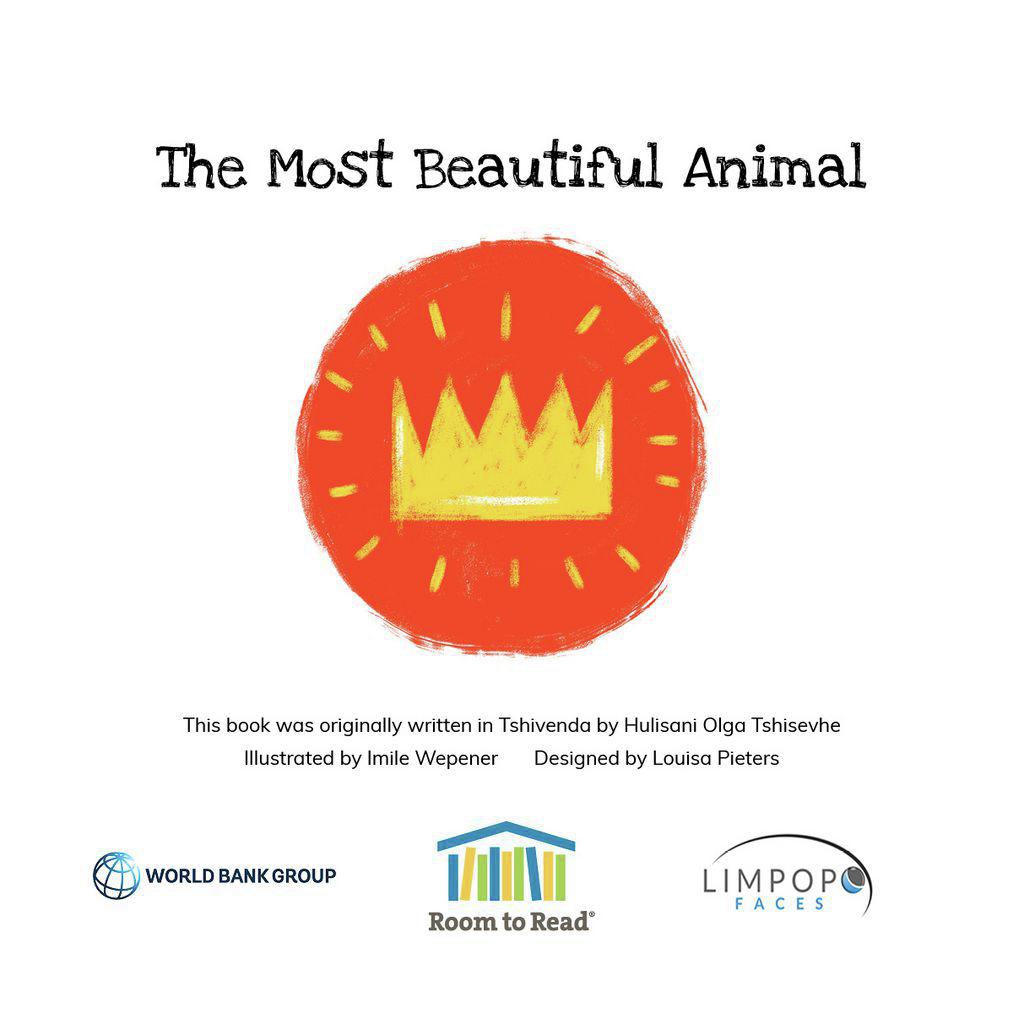 The Most Beautiful Animal
This book was originally written in Tshivenda by Hulisani Olga Tshisevhe
Illustrated by Imile Wepener Designed by Louisa Pieters
WORLD BANK GROUP
Room to Read®
LIMPOPO
FACES